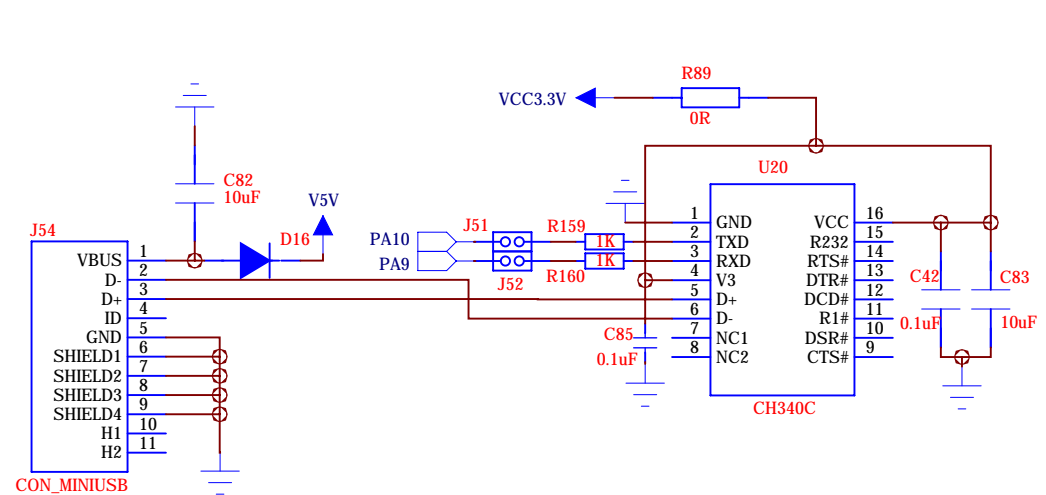 R89
VCC3.3V
0R
U20
C82
10uF
V5V
J54
D16
J51
R159
PA10
1K
PA9
1K
J52
R160
1 VBUS
2 D-
3 D+
4 ID
5 GND
6 SHIELD1
7 SHIELD2
8 SHIELD3
9 SHIELD4
10 H1
11 H2
CON_MINIUSB
1 GND
2 TXD
3 RXD
4 V3
5 D+
6 D-
7 NC1
8 NC2
VCC 16
R232 15
RTS# 14
DTR# 13
DCD# 12
R1# 11
DSR# 10
CTS# 9
CH340C
C85
0.1uF
C42
0.1uF
C83
10uF